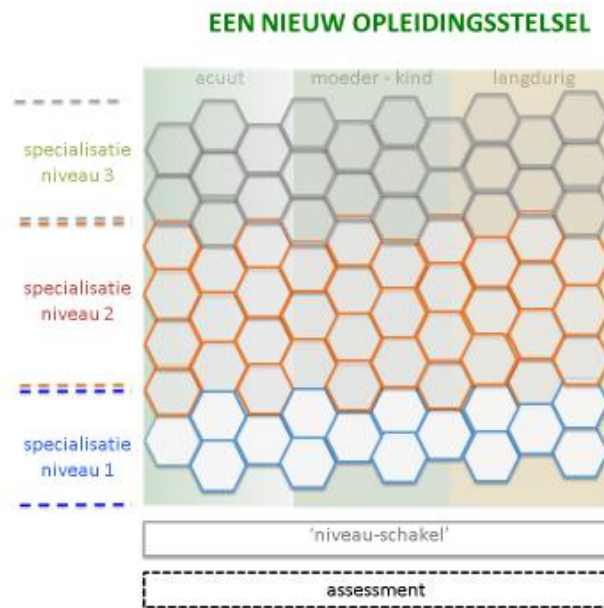 EEN NIEUW OPLEIDINGSSTELSEL
acuut moeder - kind langdurig
specialisatie
niveau 3
specialisatie
niveau 2
specialisatie
niveau 1
'niveau-schakel'
assessment